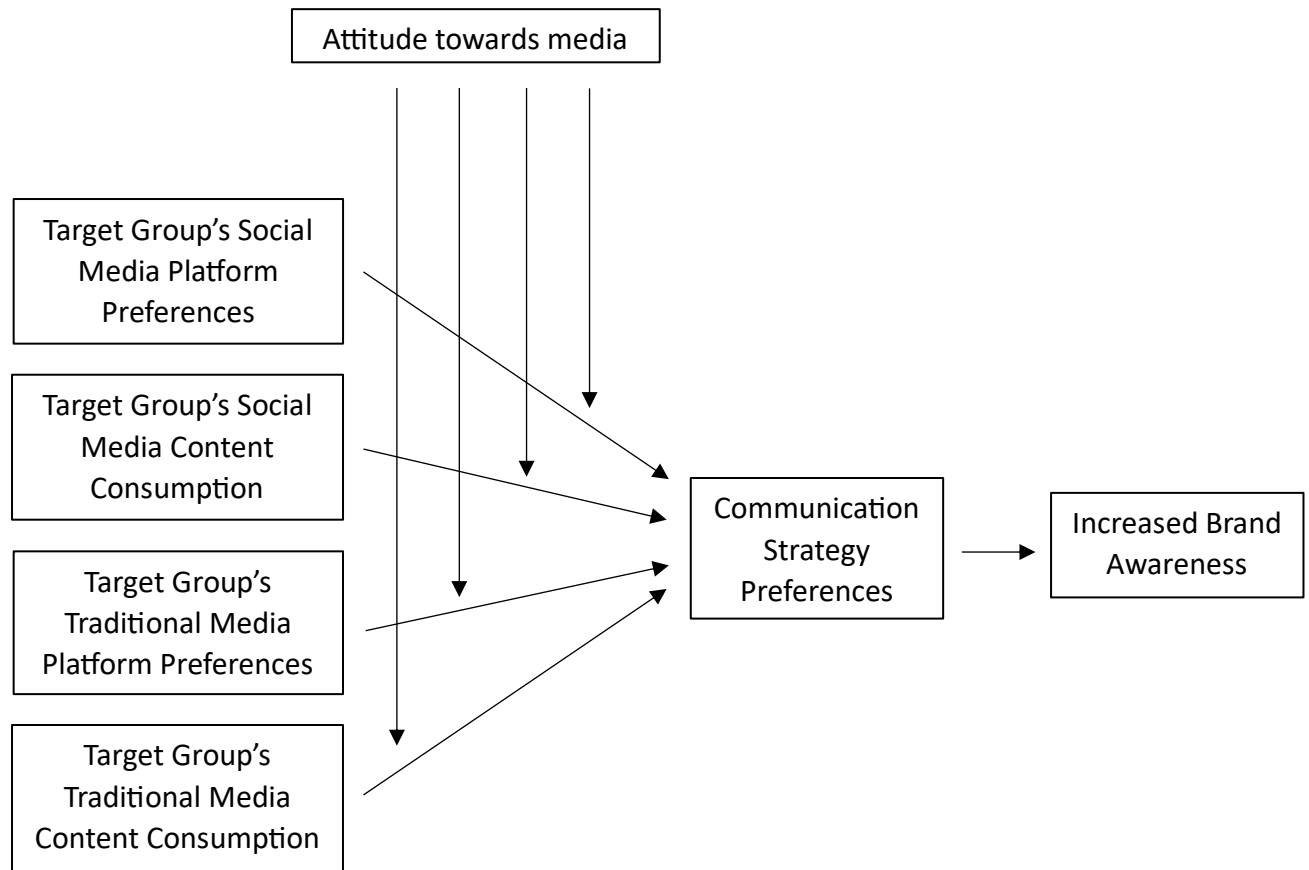 Attitude towards media
Target Group’s Social
Media Platform
Preferences
Target Group’s Social
Media Content
Consumption
Target Group’s
Traditional Media
Platform Preferences
Target Group’s
Traditional Media
Content Consumption
Communication
Strategy
Preferences
Increased Brand
Awareness